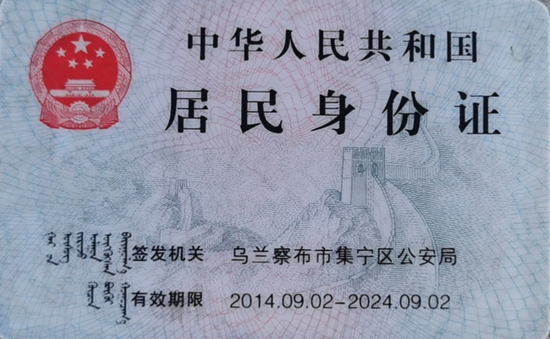 中华人民共和国
居民身份证
签发机关 乌兰察布市集宁区公安局
有效期限 2014.09.02-2024.09.02